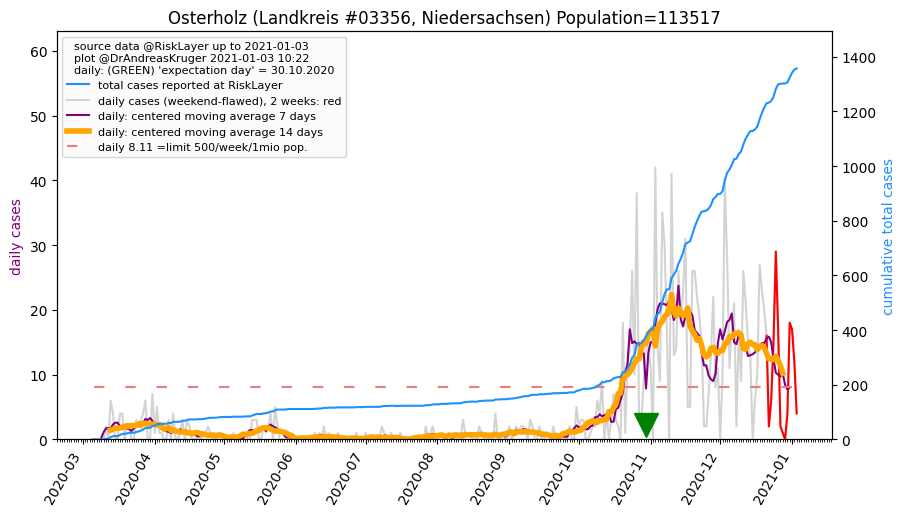 Osterholz (Landkreis #03356, Niedersachsen) Population=113517
source data @RiskLayer up to 2021-01-03
plot @DrAndreasKruger 2021-01-03 10:22
daily: (GREEN) 'expectation day' = 30.10.2020
total cases reported at RiskLayer
daily cases (weekend-flawed), 2 weeks: red
daily: centered moving average 7 days
daily: centered moving average 14 days
daily 8.11 =limit 500/week/1mio pop.
daily cases
60
50
40
30
20
10
0
cumulative total cases
1400
1200
1000
800
600
400
200
0
2020-03
2020-04
2020-05
2020-06
2020-07
2020-08
2020-09
2020-10
2020-11
2020-12
2021-01